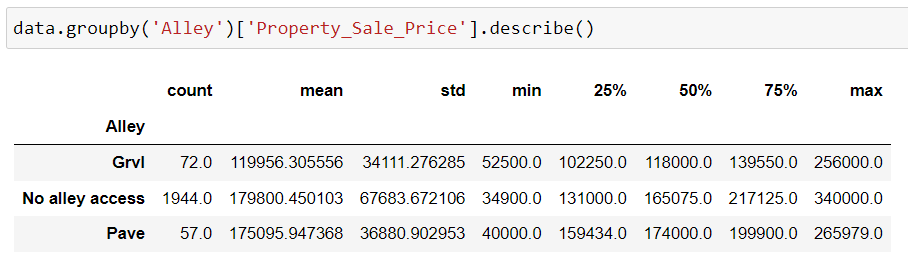 data.groupby('Alley')['Property_Sale_Price'].describe()
count mean std min 25% 50% 75% max
Alley
Grvl 72.0 119956.305556 34111.276285 52500.0 102250.0 118000.0 139550.0 256000.0
No alley access 1944.0 179800.450103 67683.672106 34900.0 131000.0 165075.0 217125.0 340000.0
Pave 57.0 175095.947368 36880.902953 40000.0 159434.0 174000.0 199900.0 265979.0